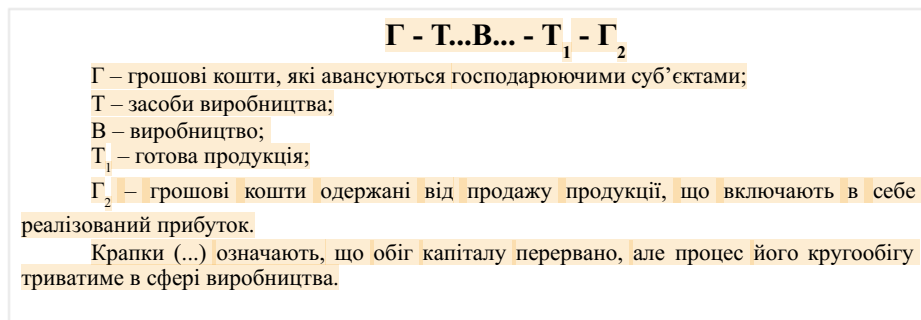 Г - Т...В... - Т₁ - Г₂
Г – грошові кошти, які авансуються господарюючими суб’єктами;
Т – засоби виробництва;
В – виробництво;
Т₁ – готова продукція;
Г₂ – грошові кошти одержані від продажу продукції, що включають в себе
реалізований прибуток.
Крапки (...) означають, що обіг капіталу перервано, але процес його кругообігу
триватиме в сфері виробництва.